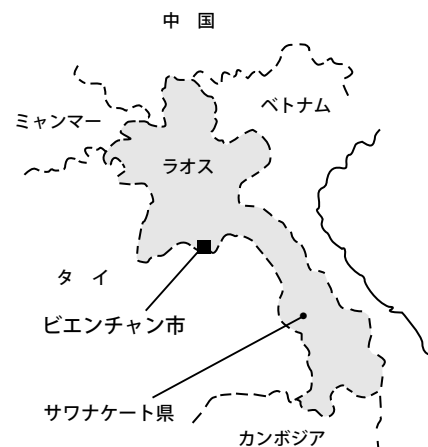 中 国
ベトナム
ミャンマー
ラオス
タ イ
ビエンチャン市
サワナケート県
カンボジア